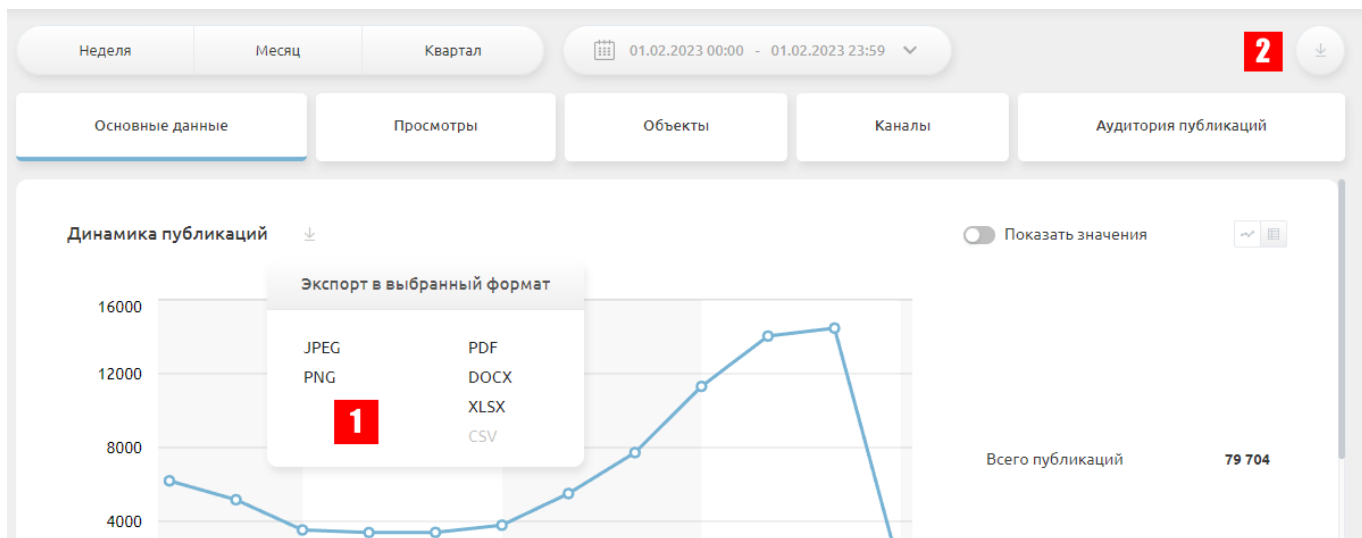 Неделя Месяц Квартал 01.02.2023 00:00 - 01.02.2023 23:59 2
Основные данные Просмотры Объекты Каналы Аудитория публикаций
Динамика публикаций Показать значения
Экспорт в выбранный формат
16000
JPEG PDF
12000 PNG DOCX
1 XLSX
8000 CSV
Всего публикаций 79 704
4000